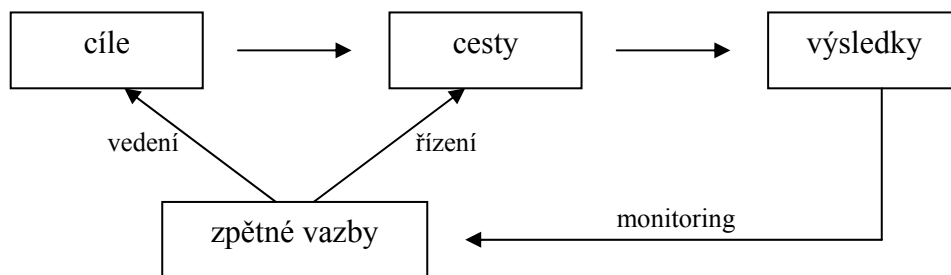 cíle
cesty
výsledky
vedení
řízení
zpětné vazby
monitoring